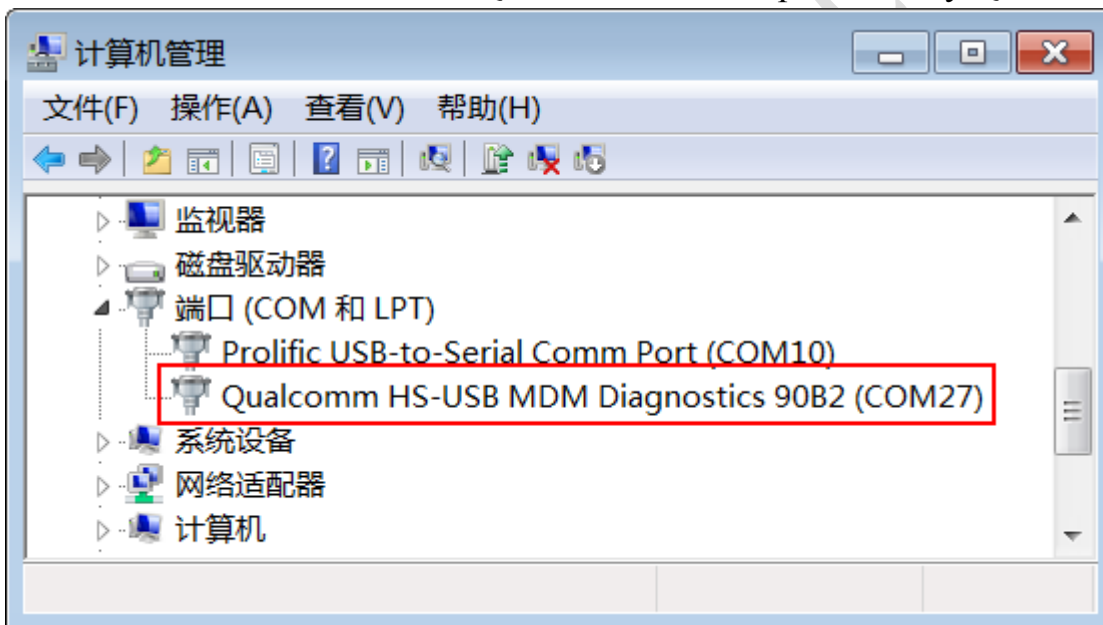 计算机管理
文件(F) 操作(A) 查看(V) 帮助(H)
监视器
磁盘驱动器
端口 (COM 和 LPT)
Prolific USB-to-Serial Comm Port (COM10)
Qualcomm HS-USB MDM Diagnostics 90B2 (COM27)
系统设备
网络适配器
计算机